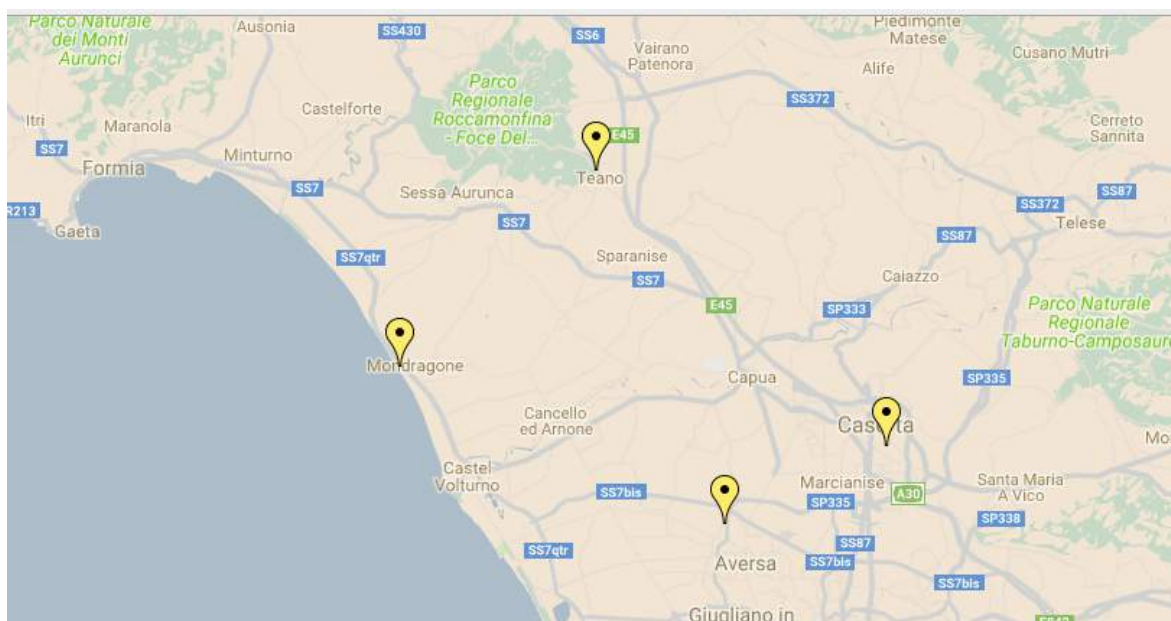 Parco Naturale
dei Monti
Aurunci
Ausonia
SS430
SS6
Vairano
Patenora
Piedimonte
Matese
Cusano Mutri
Alife
Parco
Regionale
Roccamonfina
- Foce Del...
SS372
Castelforte
Itri
Maranola
Cerreto
Sannita
E45
SS7
Minturno
Formia
Teano
SS7
Sessa Aurunca
SS87
SS372
R213
Gaeta
SS7
Telese
SS87
SS7qtr
Sparanise
SS7
Caiazzo
E45
SP333
Parco Naturale
Regionale
Taburno-Camposauro
Mondragone
Capua
SP335
Cancello
ed Arnone
Caserta
Castel
Volturno
Marcianise
Santa Maria
A Vico
SS7bis
SP335
A30
SP338
SS7qtr
SS87
Aversa
SS7bis
SS7bis
Giugliano in